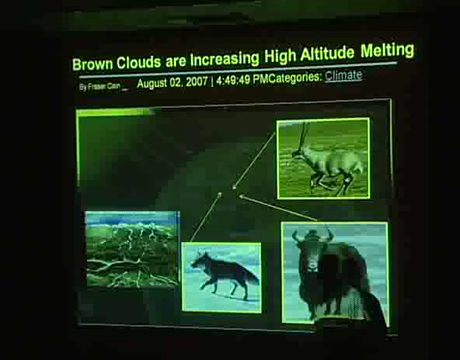 Brown Clouds are Increasing High Altitude Melting
By Fraser Cain _ August 02, 2007 | 4:49:49 PMCategories: Climate